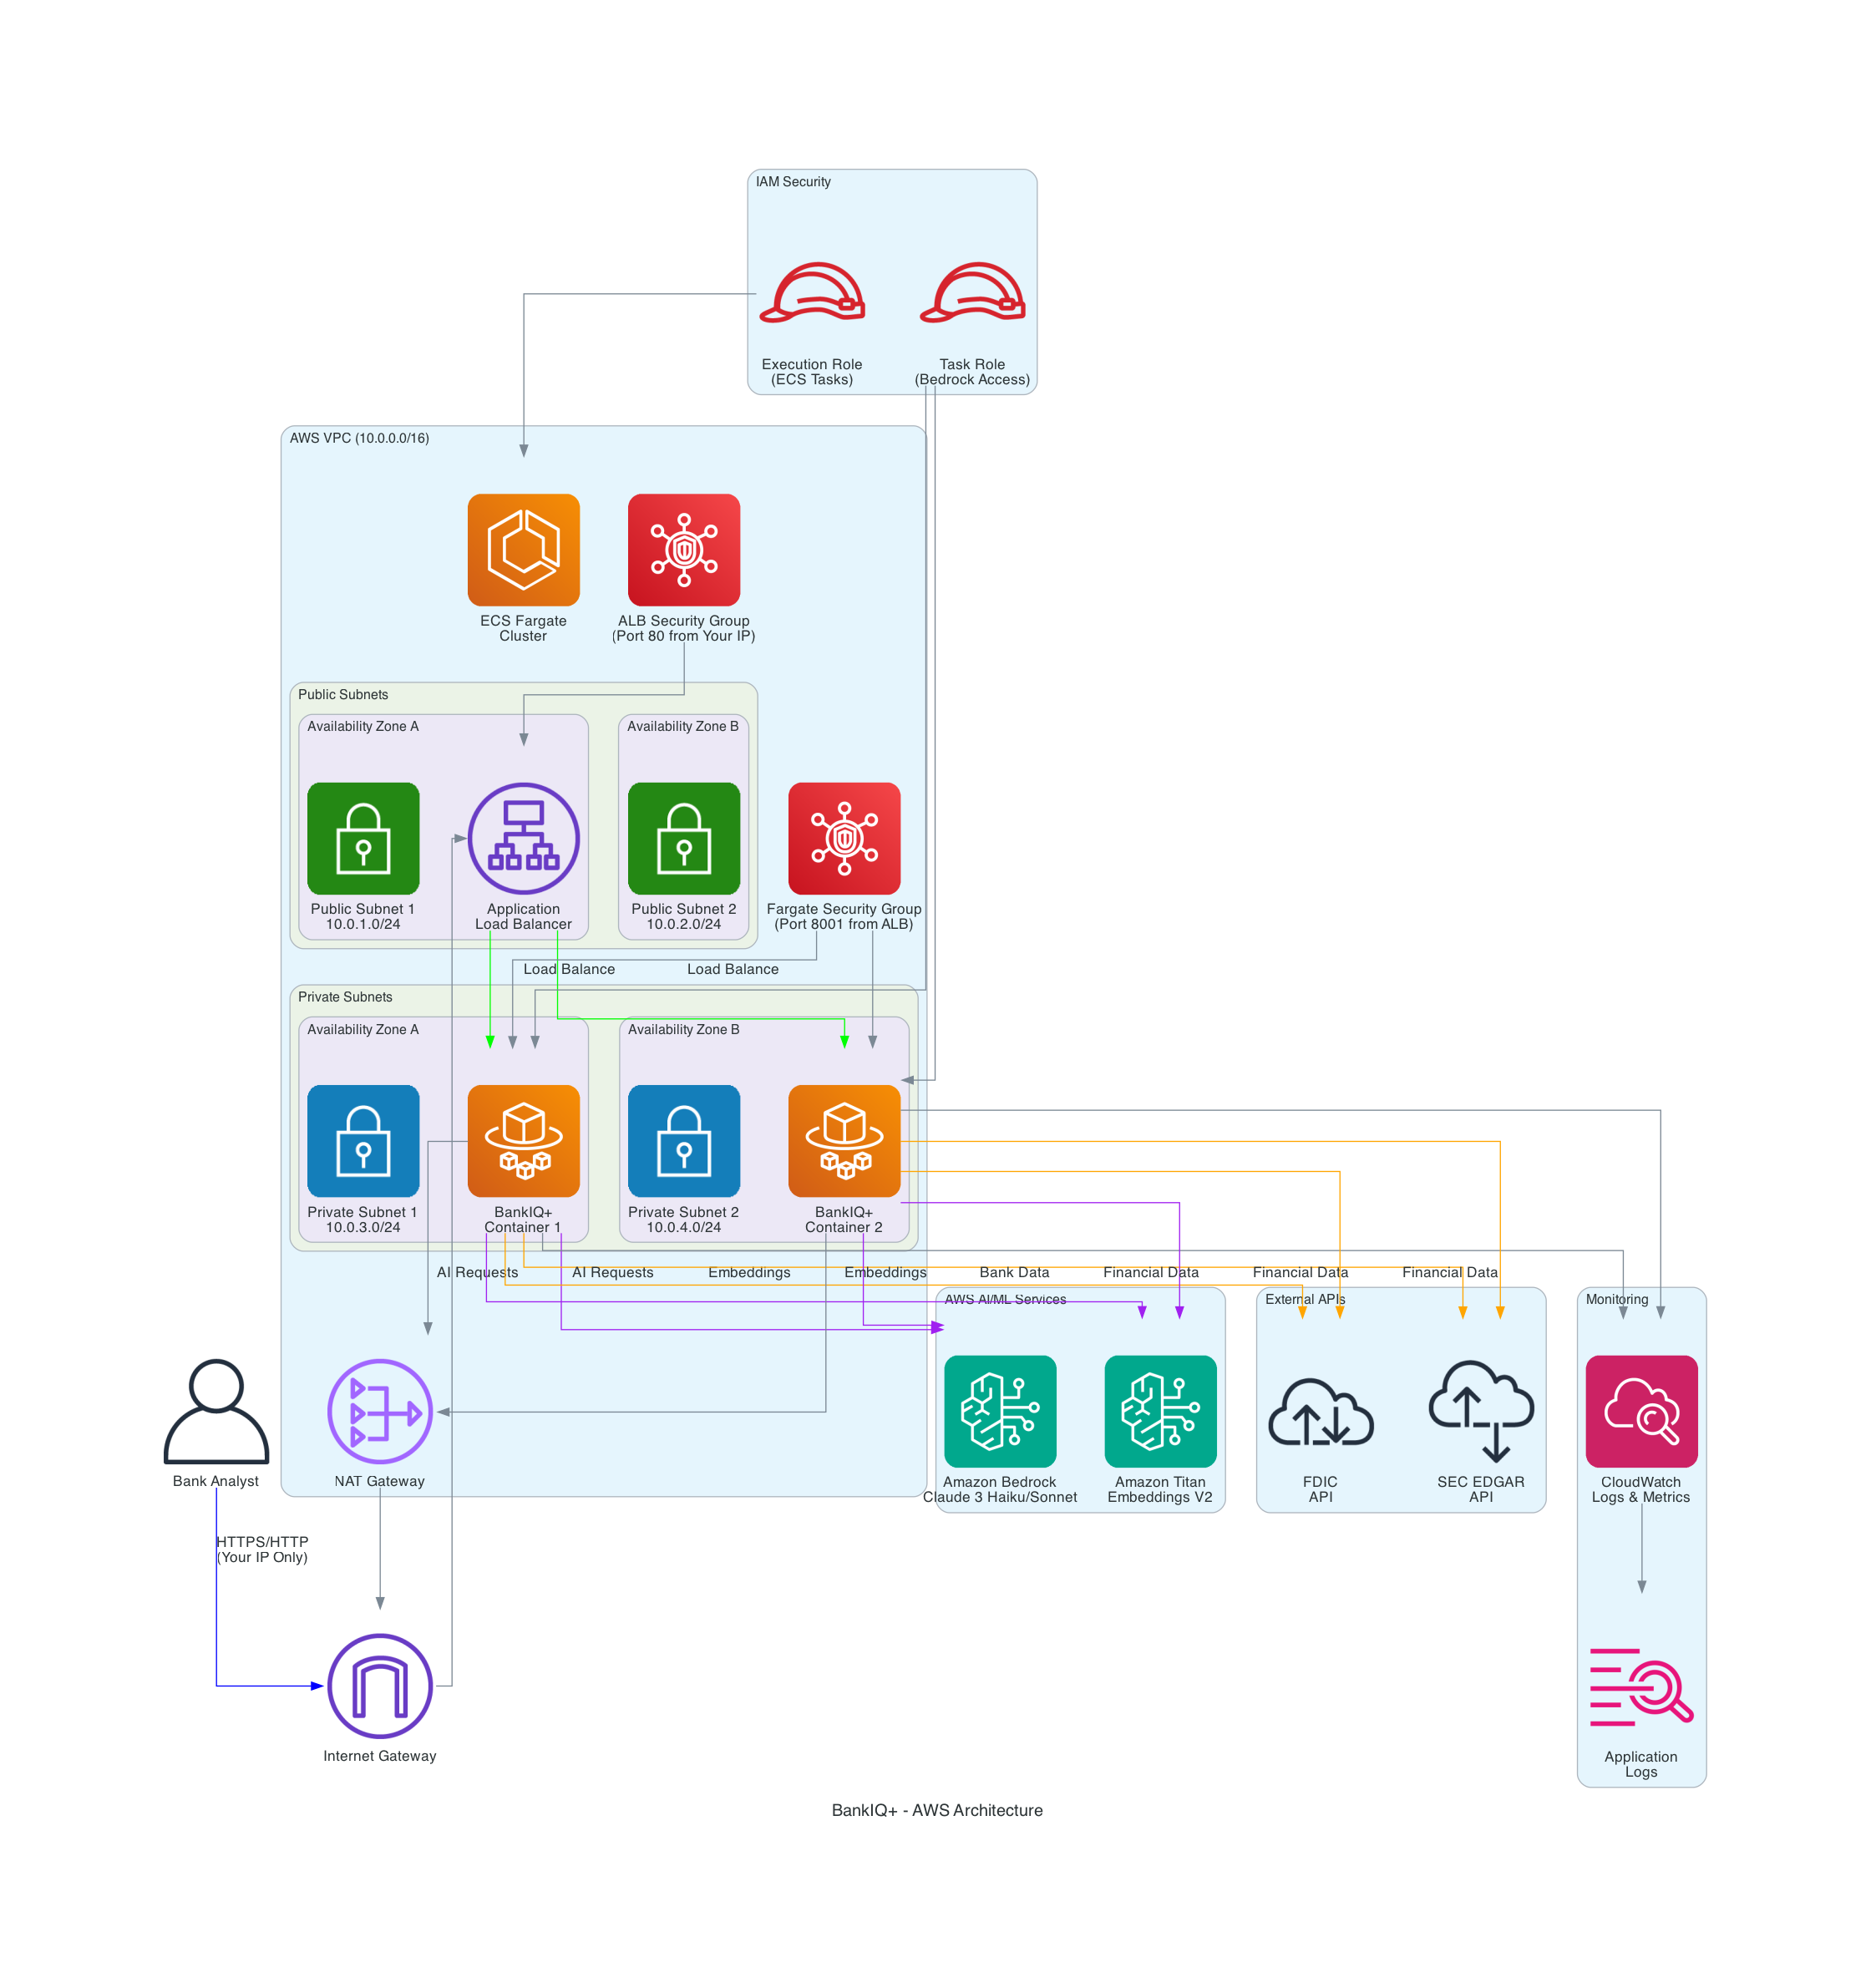 IAM Security
Execution Role
(ECS Tasks)
Task Role
(Bedrock Access)
AWS VPC (10.0.0.0/16)
ECS Fargate
Cluster
ALB Security Group
(Port 80 from Your IP)
Public Subnets
Availability Zone A
Availability Zone B
Public Subnet 1
10.0.1.0/24
Application
Load Balancer
Public Subnet 2
10.0.2.0/24
Fargate Security Group
(Port 8001 from ALB)
Load Balance
Load Balance
Private Subnets
Availability Zone A
Availability Zone B
Private Subnet 1
10.0.3.0/24
BankIQ+
Container 1
Private Subnet 2
10.0.4.0/24
BankIQ+
Container 2
AI Requests
AI Requests
Embeddings
Embeddings
Bank Data
Financial Data
Financial Data
Financial Data
AWS AI/ML Services
External APIs
Monitoring
Bank Analyst
NAT Gateway
Amazon Bedrock
Claude 3 Haiku/Sonnet
Amazon Titan
Embeddings V2
FDIC
API
SEC EDGAR
API
CloudWatch
Logs & Metrics
HTTPS/HTTP
(Your IP Only)
Internet Gateway
Application
Logs
BankIQ+ - AWS Architecture